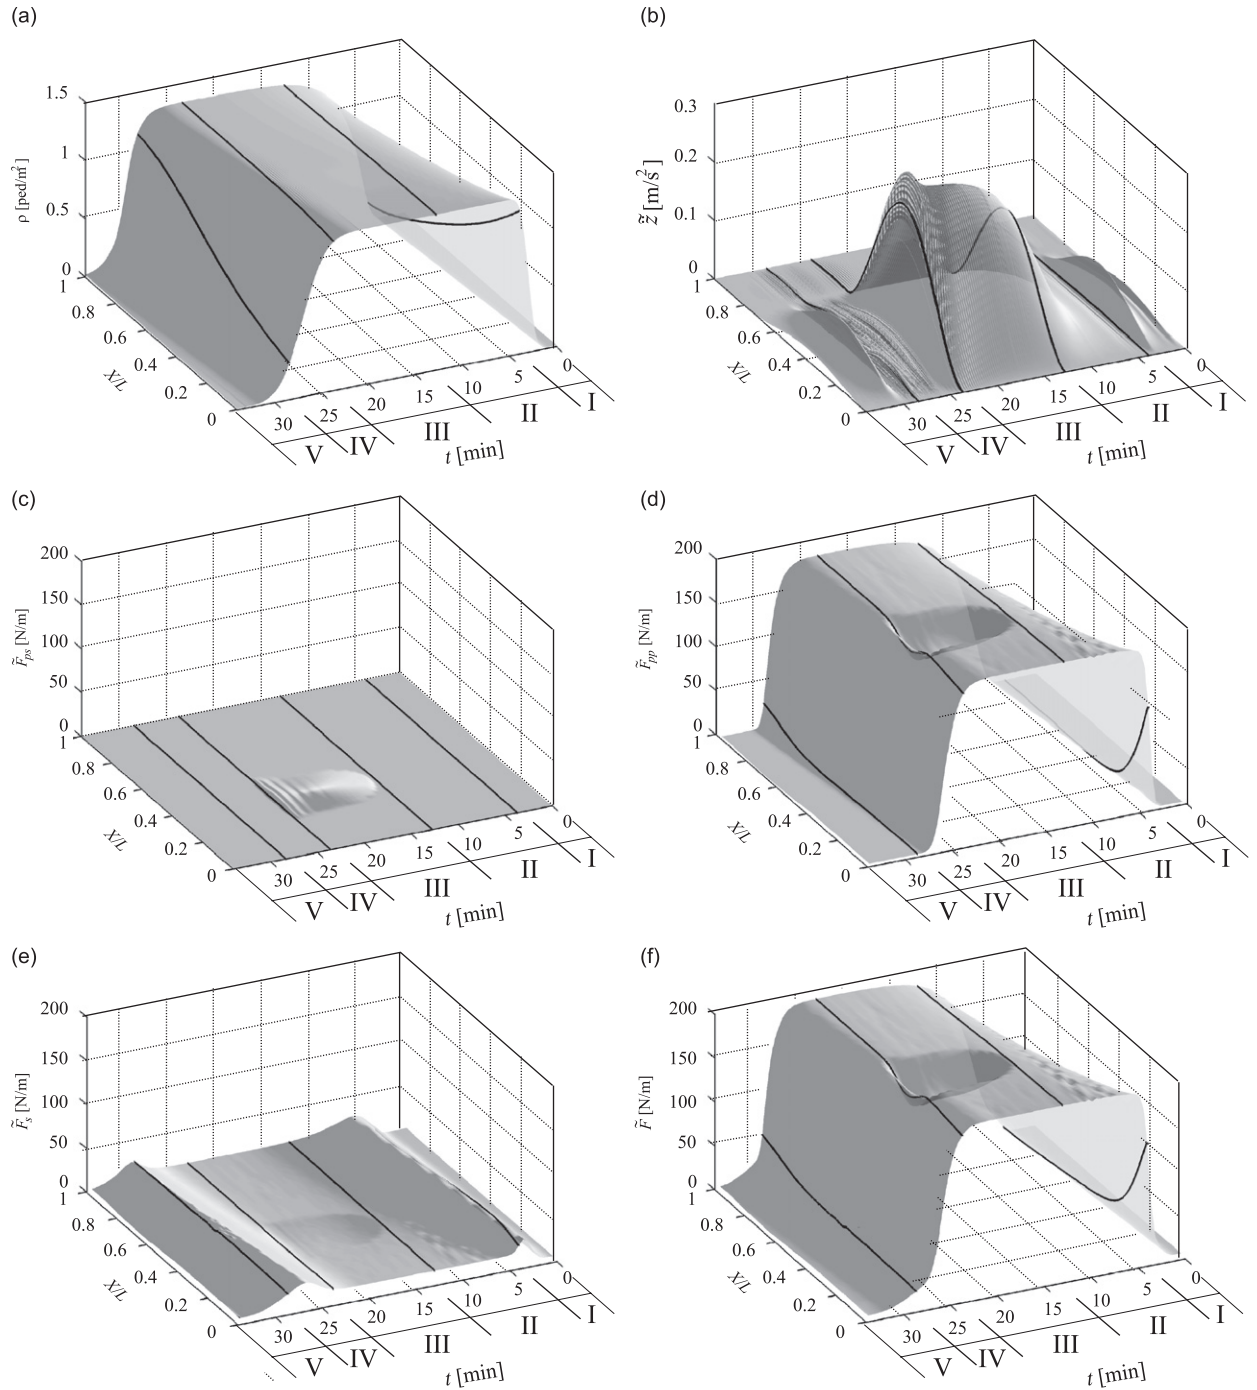 (a)
1.5
1
0.5
0
ρ [ped/m²]
1
0.8
0.6
0.4
0.2
0
X/L
30
25
20
15
10
5
0
V
IV
III
II
I
t [min]
(b)
0.3
0.2
0.1
0
z̃ [m/s²]
1
0.8
0.6
0.4
0.2
0
X/L
30
25
20
15
10
5
0
V
IV
III
II
I
t [min]
(c)
200
150
100
50
0
F̃ps [N/m]
1
0.8
0.6
0.4
0.2
0
X/L
30
25
20
15
10
5
0
V
IV
III
II
I
t [min]
(d)
200
150
100
50
0
F̃pp [N/m]
1
0.8
0.6
0.4
0.2
0
X/L
30
25
20
15
10
5
0
V
IV
III
II
I
t [min]
(e)
200
150
100
50
0
F̃s [N/m]
1
0.8
0.6
0.4
0.2
0
X/L
30
25
20
15
10
5
0
V
IV
III
II
I
t [min]
(f)
200
150
100
50
0
F̃ [N/m]
1
0.8
0.6
0.4
0.2
0
X/L
30
25
20
15
10
5
0
V
IV
III
II
I
t [min]